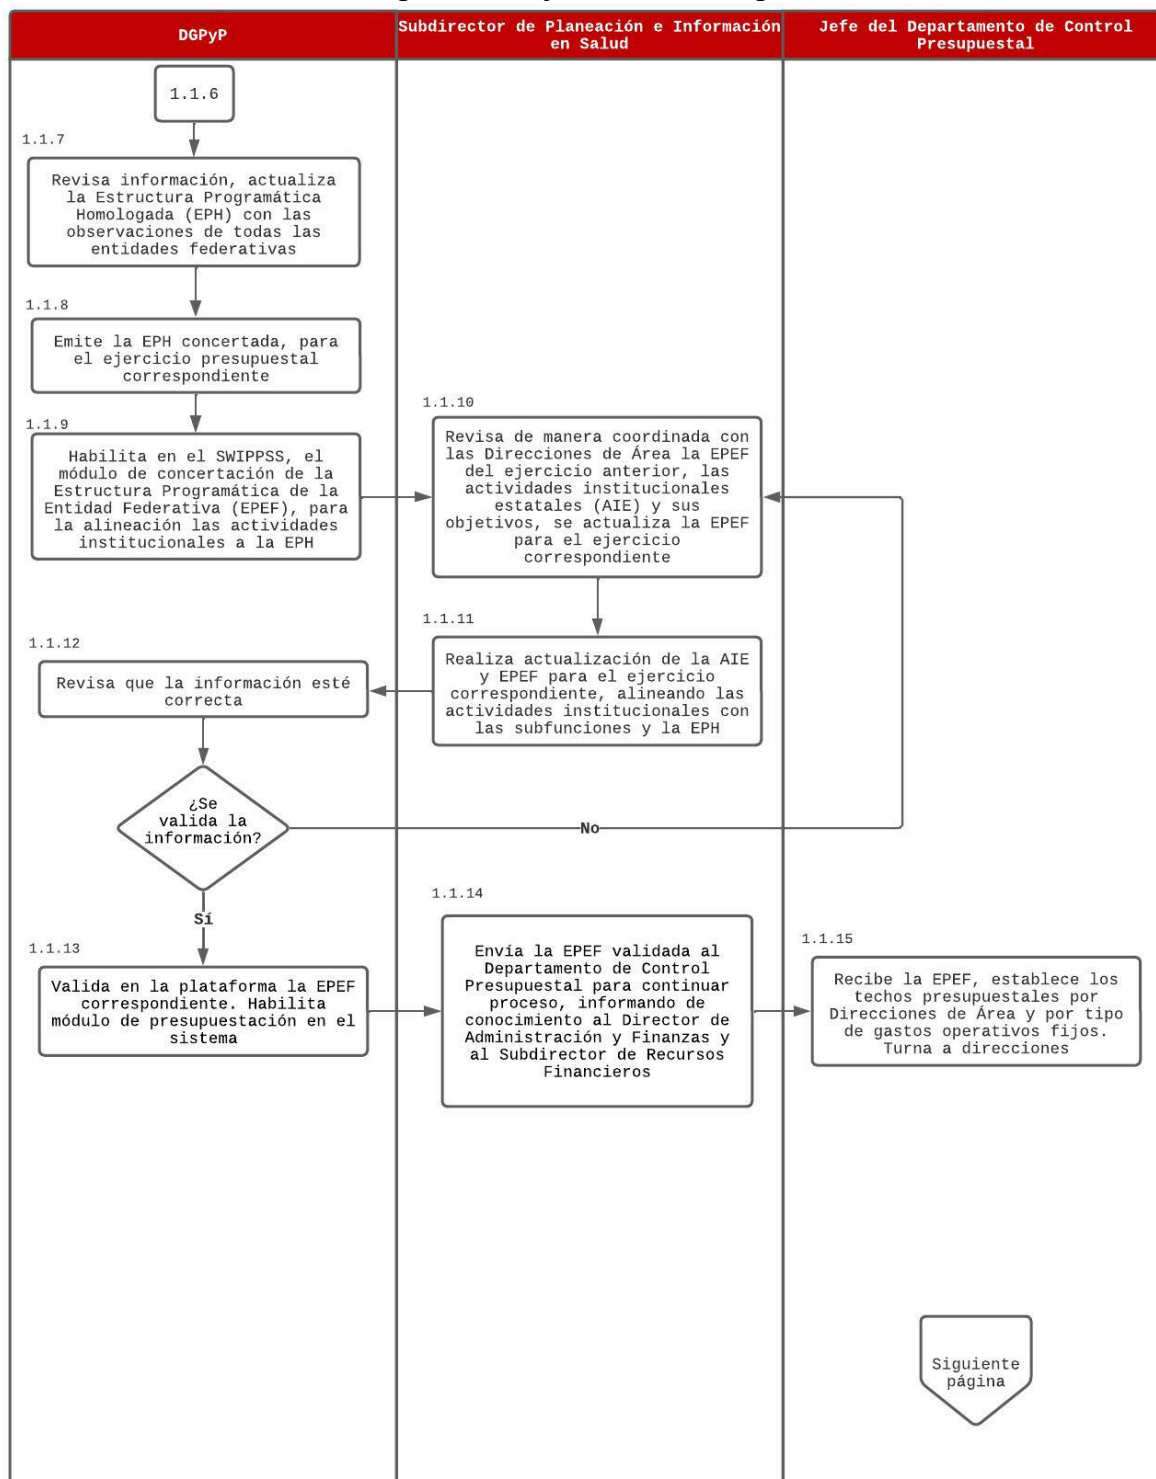 DGPyP
Subdirector de Planeación e Información
en Salud
Jefe del Departamento de Control
Presupuestal
1.1.6
1.1.7
Revisa información, actualiza
la Estructura Programática
Homologada (EPH) con las
observaciones de todas las
entidades federativas
1.1.8
Emite la EPH concertada, para
el ejercicio presupuestal
correspondiente
1.1.9
Habilita en el SWIPPSS, el
módulo de concertación de la
Estructura Programática de la
Entidad Federativa (EPEF), para
la alineación las actividades
institucionales a la EPH
1.1.10
Revisa de manera coordinada con
las Direcciones de Área la EPEF
del ejercicio anterior, las
actividades institucionales
estatales (AIE) y sus
objetivos, se actualiza la EPEF
para el ejercicio
correspondiente
1.1.11
Realiza actualización de la AIE
y EPEF para el ejercicio
correspondiente, alineando las
actividades institucionales con
las subfunciones y la EPH
1.1.12
Revisa que la información esté
correcta
¿Se
valida la
información?
No
Sí
1.1.13
Valida en la plataforma la EPEF
correspondiente. Habilita
módulo de presupuestación en el
sistema
1.1.14
Envía la EPEF validada al
Departamento de Control
Presupuestal para continuar
proceso, informando de
conocimiento al Director de
Administración y Finanzas y
al Subdirector de Recursos
Financieros
1.1.15
Recibe la EPEF, establece los
techos presupuestales por
Direcciones de Área y por tipo
de gastos operativos fijos.
Turna a direcciones
Siguiente
página